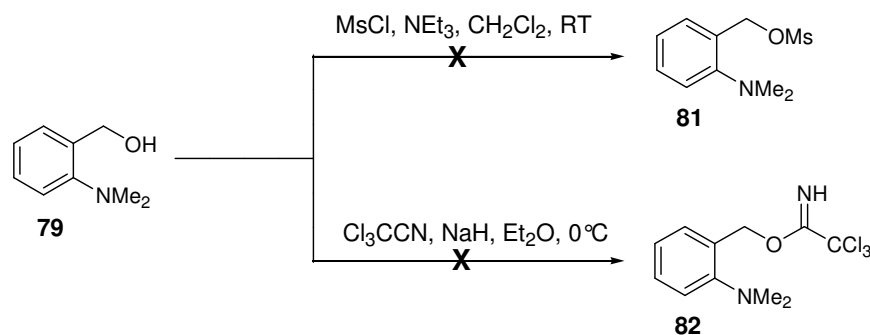 MsCl, NEt3, CH2Cl2, RT
X
OMs
NMe2
81
OH
NMe2
79
NH
Cl3CCN, NaH, Et2O, 0°C
X
O
CCl3
NMe2
82